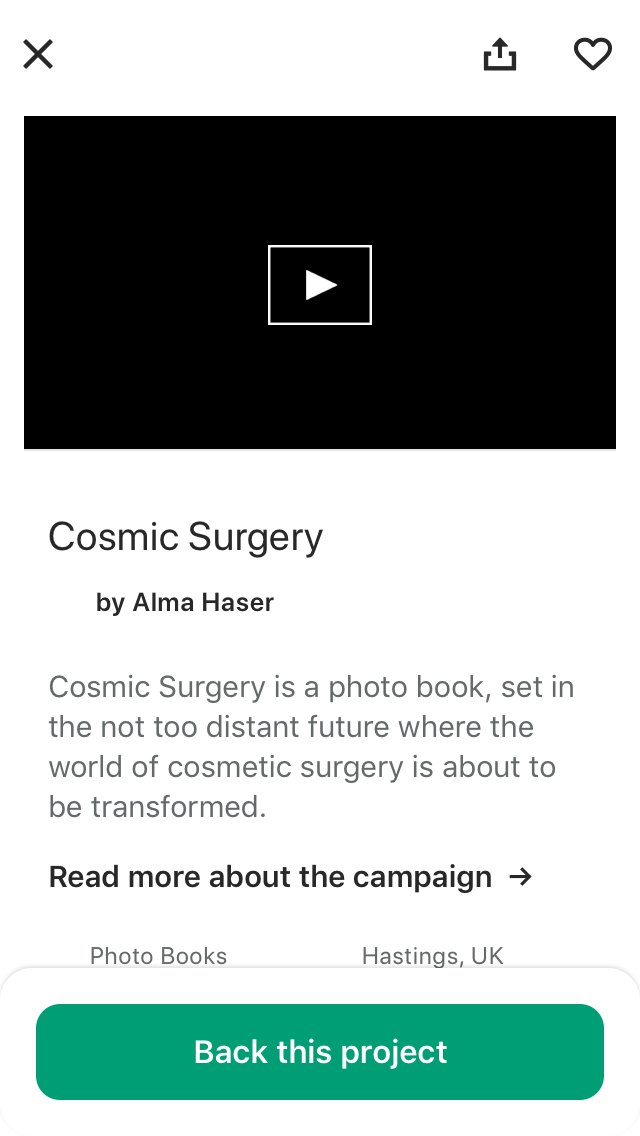 Cosmic Surgery
by Alma Haser
Cosmic Surgery is a photo book, set in
the not too distant future where the
world of cosmetic surgery is about to
be transformed.
Read more about the campaign →
Photo Books
Hastings, UK
Back this project